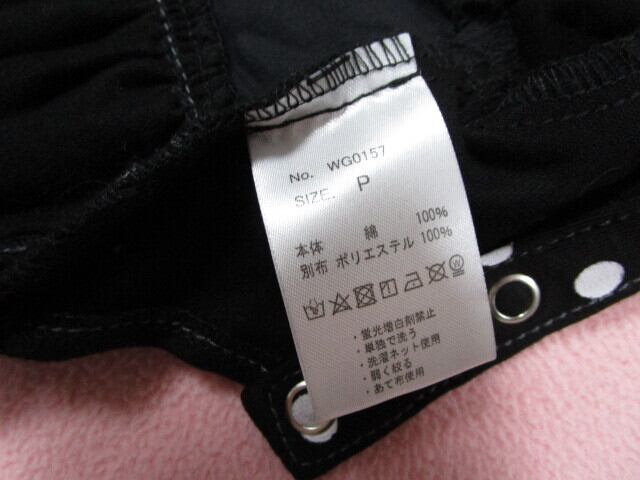 No. WG0157
SIZE. P
本体 綿 100%
別布 ポリエステル 100%
・蛍光増白剤禁止
・単独で洗う
・洗濯ネット使用
・弱く絞る
・あて布使用